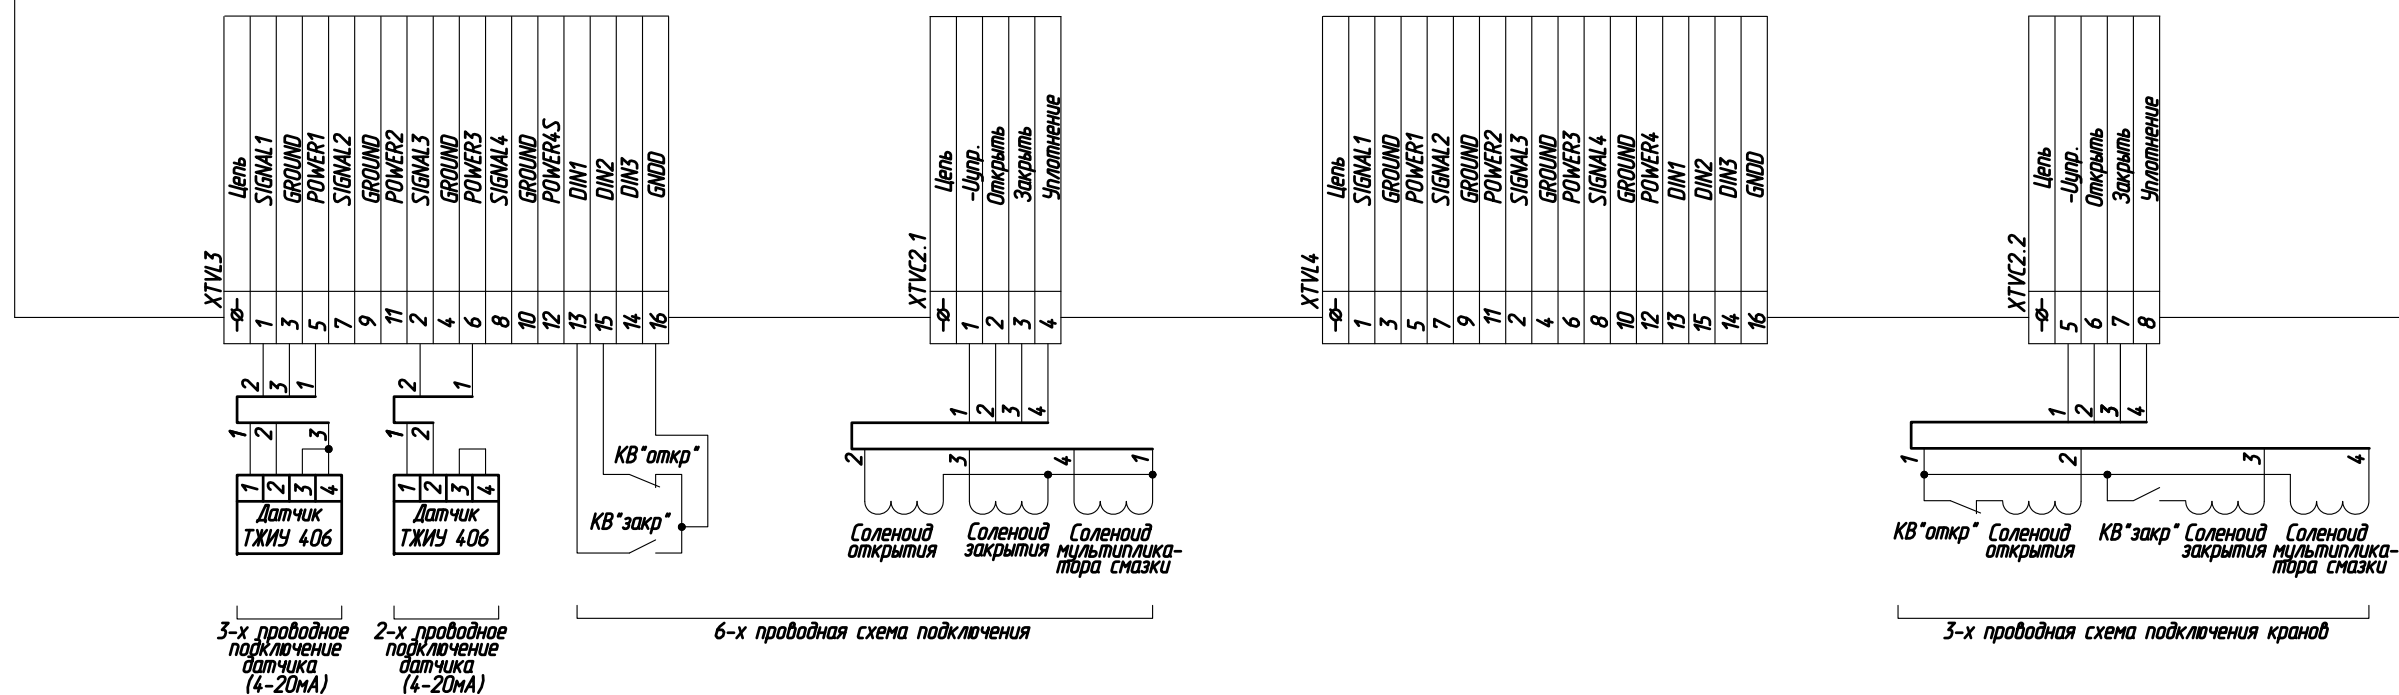 XTVL3
Цепь
SIGNAL1
GROUND
POWER1
SIGNAL2
GROUND
POWER2
SIGNAL3
GROUND
POWER3
SIGNAL4
GROUND
POWER4S
DIN1
DIN2
DIN3
GNDD
1
3
5
7
9
11
2
4
6
8
10
12
13
15
14
16
XTVC2.1
Цепь
-Uупр.
Открыть
Закрыть
Уплотнение
1
2
3
4
XTVL4
Цепь
SIGNAL1
GROUND
POWER1
SIGNAL2
GROUND
POWER2
SIGNAL3
GROUND
POWER3
SIGNAL4
GROUND
POWER4
DIN1
DIN2
DIN3
GNDD
1
3
5
7
9
11
2
4
6
8
10
12
13
15
14
16
XTVC2.2
Цепь
-Uупр.
Открыть
Закрыть
Уплотнение
5
6
7
8
2 3 1
1 2 3
1 2 3 4
Датчик
ТЖИУ 406
3-х проводное
подключение
датчика
(4-20мА)
2 1
1 2
1 2 3 4
Датчик
ТЖИУ 406
2-х проводное
подключение
датчика
(4-20мА)
КВ"откр"
КВ"закр"
1 2 3 4
2 3 4 1
Соленоид
открытия
Соленоид
закрытия
Соленоид
мультиплика-
тора смазки
6-х проводная схема подключения
1 2 3 4
1 2 3 4
КВ"откр"
Соленоид
открытия
КВ"закр"
Соленоид
закрытия
Соленоид
мультиплика-
тора смазки
3-х проводная схема подключения кранов